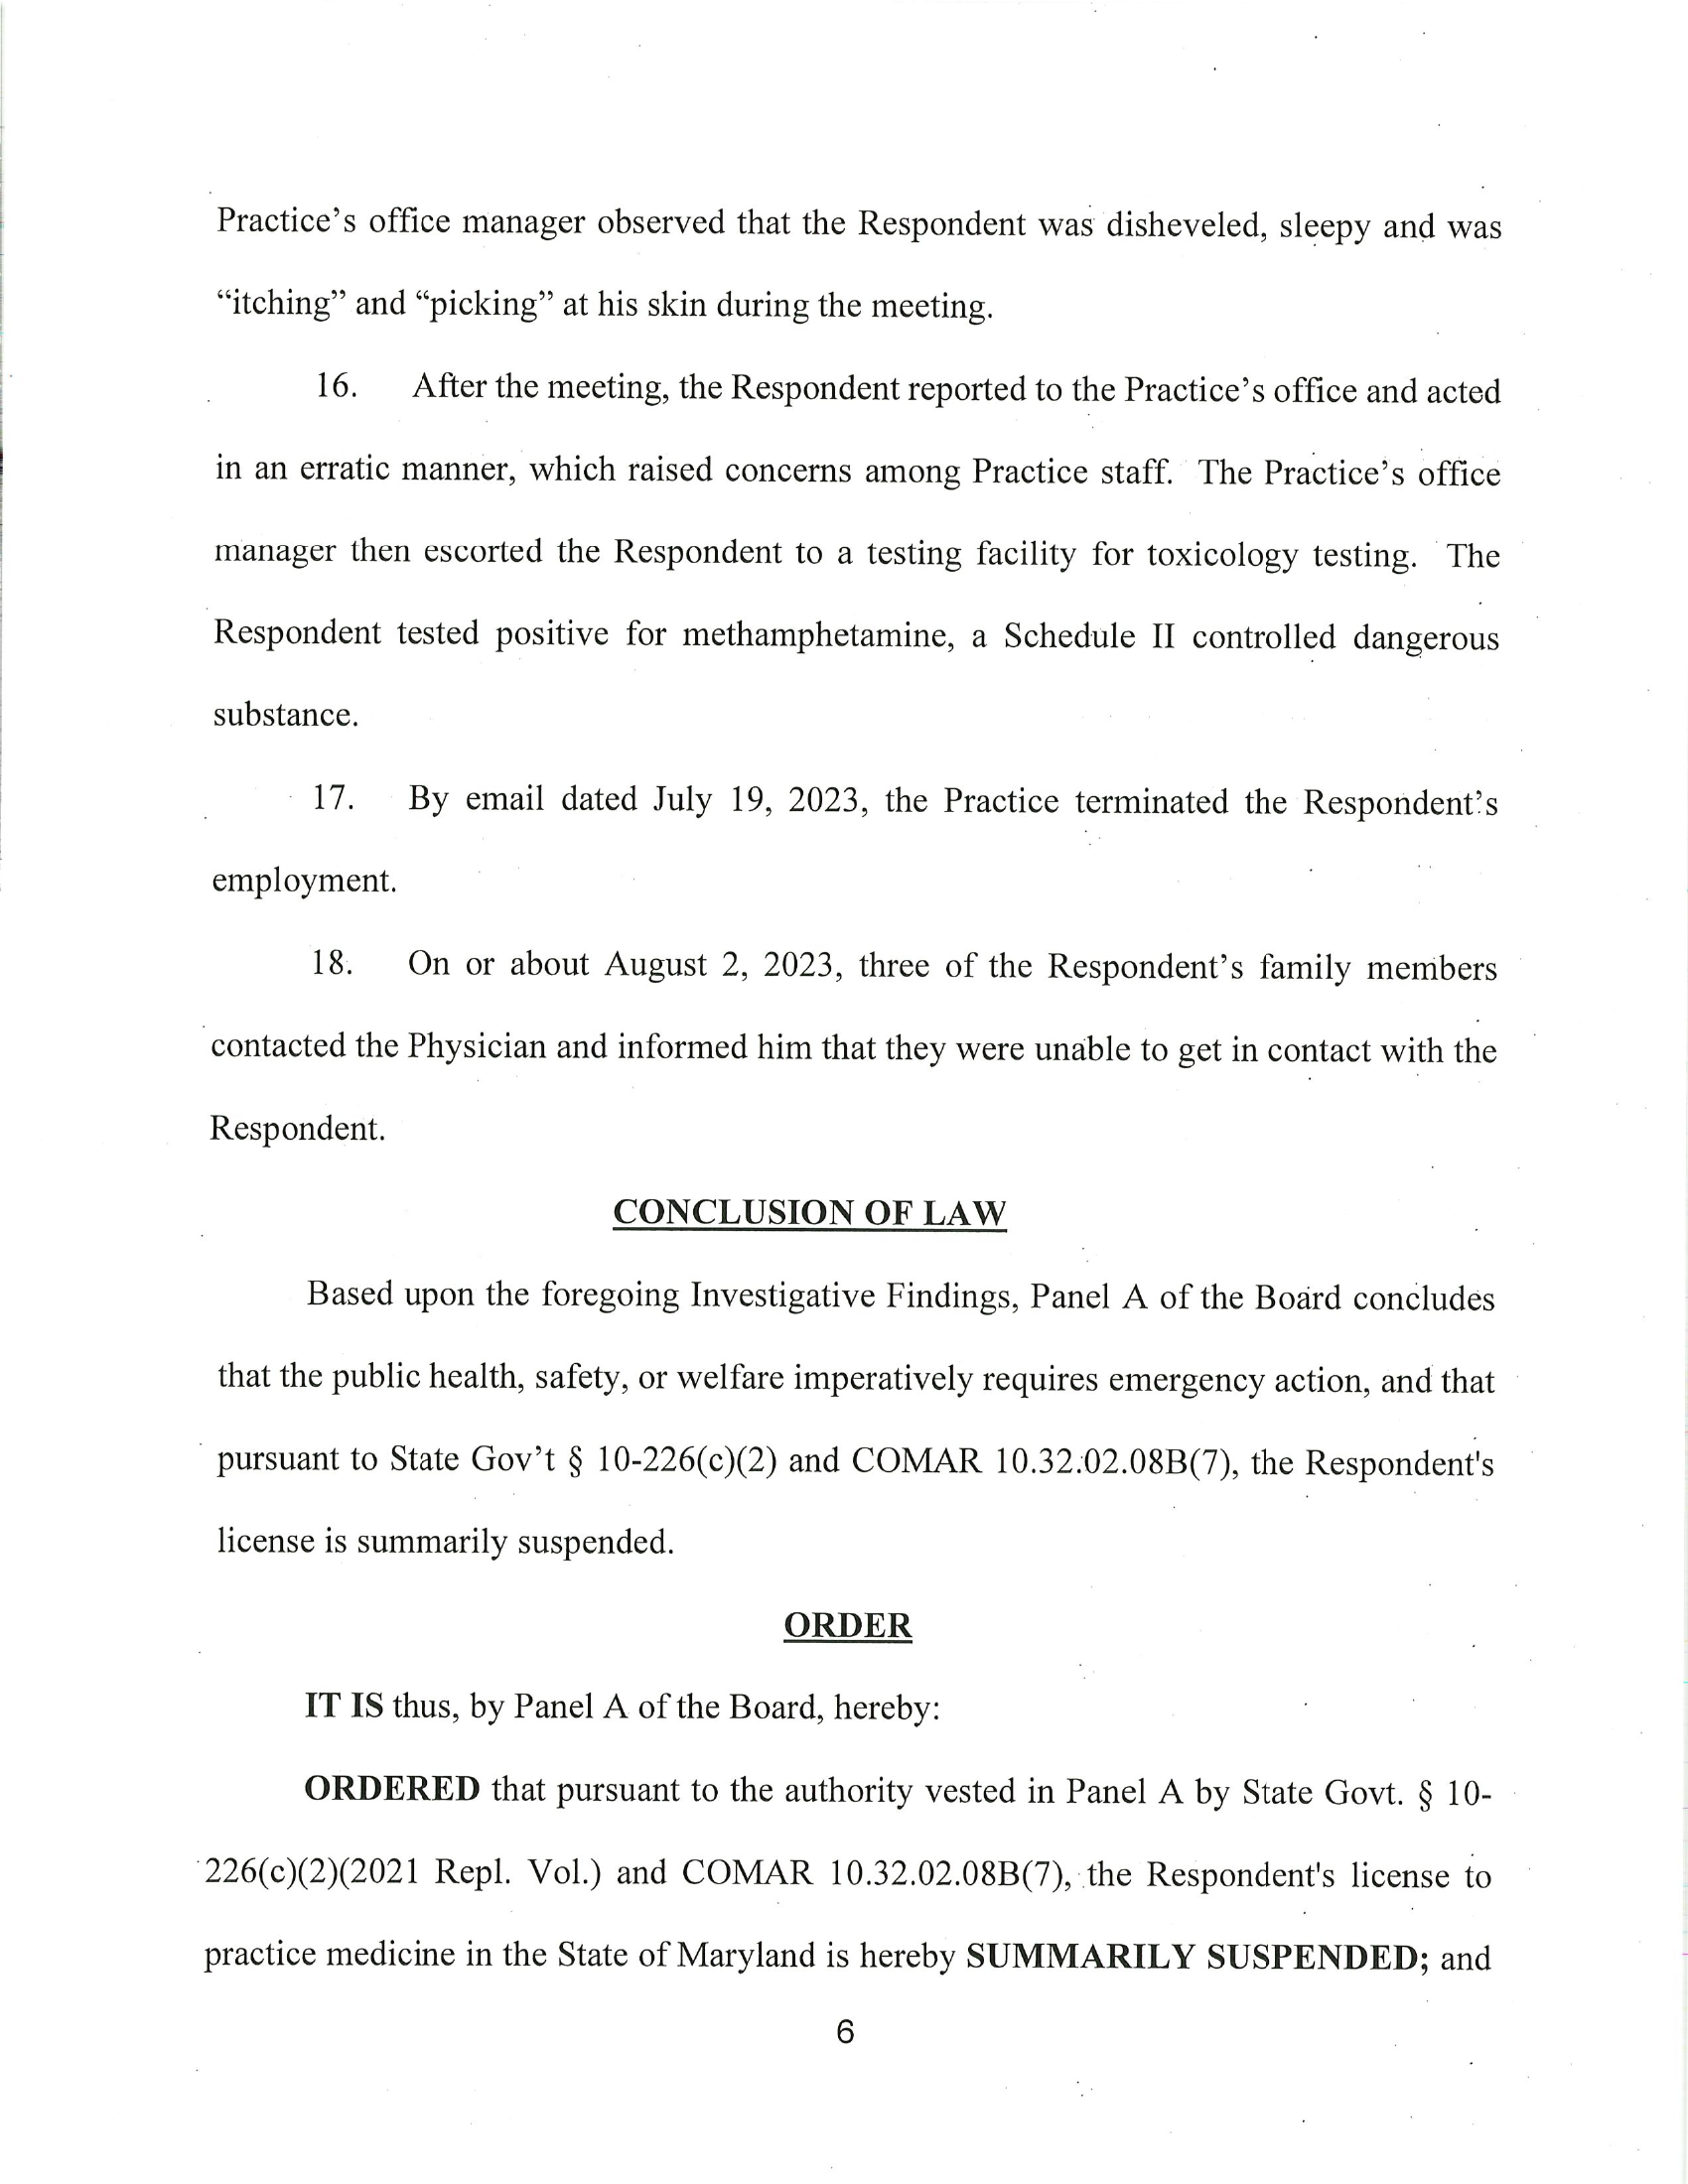 Practice’s office manager observed that the Respondent was disheveled, sleepy and was
“itching” and “picking” at his skin during the meeting.
16. After the meeting, the Respondent reported to the Practice’s office and acted
in an erratic manner, which raised concerns among Practice staff. The Practice’s office
manager then escorted the Respondent to a testing facility for toxicology testing. The
Respondent tested positive for methamphetamine, a Schedule II controlled dangerous
substance.
17. By email dated July 19, 2023, the Practice terminated the Respondent’s
employment.
18. On or about August 2, 2023, three of the Respondent’s family members
contacted the Physician and informed him that they were unable to get in contact with the
Respondent.
CONCLUSION OF LAW
Based upon the foregoing Investigative Findings, Panel A of the Board concludes
that the public health, safety, or welfare imperatively requires emergency action, and that
pursuant to State Gov’t § 10-226(c)(2) and COMAR 10.32.02.08B(7), the Respondent's
license is summarily suspended.
ORDER
IT IS thus, by Panel A of the Board, hereby:
ORDERED that pursuant to the authority vested in Panel A by State Govt. § 10-
226(c)(2)(2021 Repl. Vol.) and COMAR 10.32.02.08B(7), the Respondent's license to
practice medicine in the State of Maryland is hereby SUMMARILY SUSPENDED; and
6